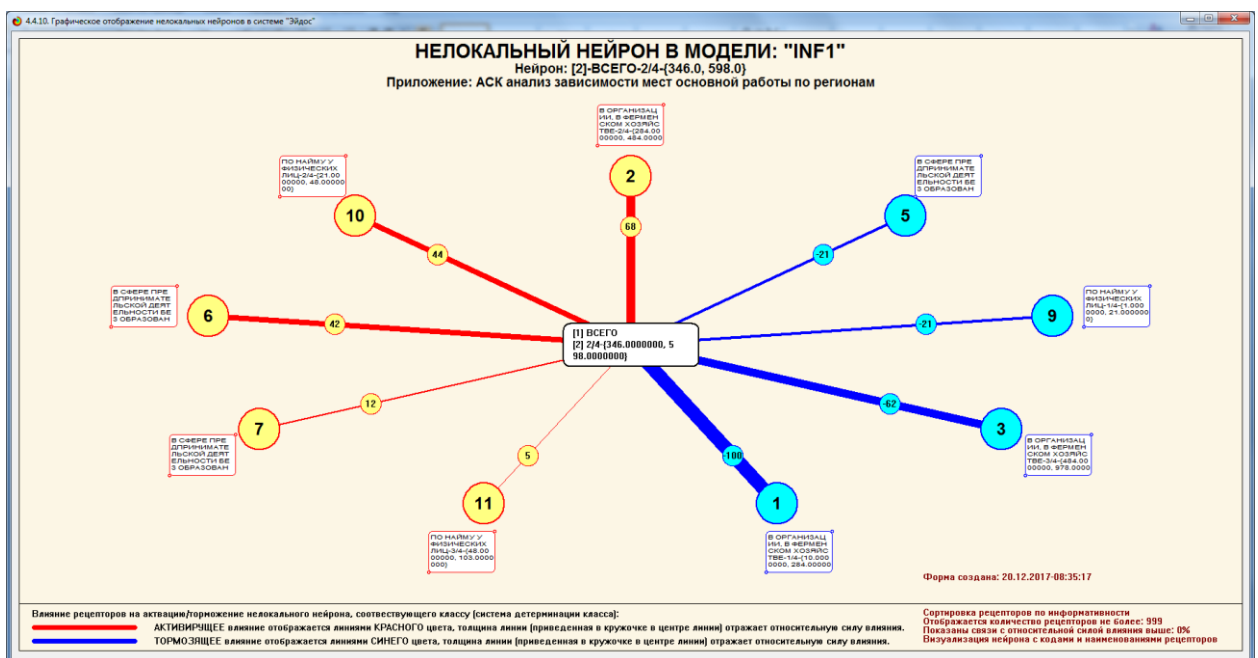 4.4.10. Графическое отображение нелокальных нейронов в системе "Эйдос"
НЕЛОКАЛЬНЫЙ НЕЙРОН В МОДЕЛИ: "INF1"
Нейрон: [2]-ВСЕГО-2/4-{346.0, 598.0}
Приложение: АСК анализ зависимости мест основной работы по регионам
В ОРГАНИЗАЦ
ИИ, В ФЕРМЕН
СКОМ ХОЗЯЙС
ТВЕ-2/4-{284.00
00000, 484.0000
2
68
В СФЕРЕ ПРЕ
ДПРИНИМАТЕ
ЛЬСКОЙ ДЕЯТ
ЕЛЬНОСТИ БЕ
З ОБРАЗОВАН
5
-21
ПО НАЙМУ У
ФИЗИЧЕСКИХ
ЛИЦ-2/4-{21.00
00000, 48.00000
00}
10
44
В СФЕРЕ ПРЕ
ДПРИНИМАТЕ
ЛЬСКОЙ ДЕЯТ
ЕЛЬНОСТИ БЕ
З ОБРАЗОВАН
6
42
ПО НАЙМУ У
ФИЗИЧЕСКИХ
ЛИЦ-1/4-{1.0000
0000, 21.000000
0}
9
-21
[1] ВСЕГО
[2] 2/4-{346.0000000, 5
98.0000000}
12
7
В СФЕРЕ ПРЕ
ДПРИНИМАТЕ
ЛЬСКОЙ ДЕЯТ
ЕЛЬНОСТИ БЕ
З ОБРАЗОВАН
-62
3
В ОРГАНИЗАЦ
ИИ, В ФЕРМЕН
СКОМ ХОЗЯЙС
ТВЕ-3/4-{484.00
00000, 978.0000
5
11
ПО НАЙМУ У
ФИЗИЧЕСКИХ
ЛИЦ-3/4-{48.00
00000, 103.0000
000}
-100
1
В ОРГАНИЗАЦ
ИИ, В ФЕРМЕН
СКОМ ХОЗЯЙС
ТВЕ-1/4-{10.000
0000, 284.00000
Форма создана: 20.12.2017-08:35:17
Влияние рецепторов на актвацию/торможение нелокального нейрона, соотвествующего классу (система детерминации класса):
АКТИВИРУЩЕЕ влияние отображается линиями КРАСНОГО цвета, толщина линии (приведенная в кружочке в центре линии) отражает относительную силу влияния.
ТОРМОЗЯЩЕЕ влияние отображается линиями СИНЕГО цвета, толщина линии (приведенная в кружочке в центре линии) отражает относительную силу влияния.
Сортировка рецепторов по информативности
Отображается количество рецепторов не более: 999
Показаны связи с относительной силой влияния выше: 0%
Визуализация нейрона с кодами и наименованиями рецепторов